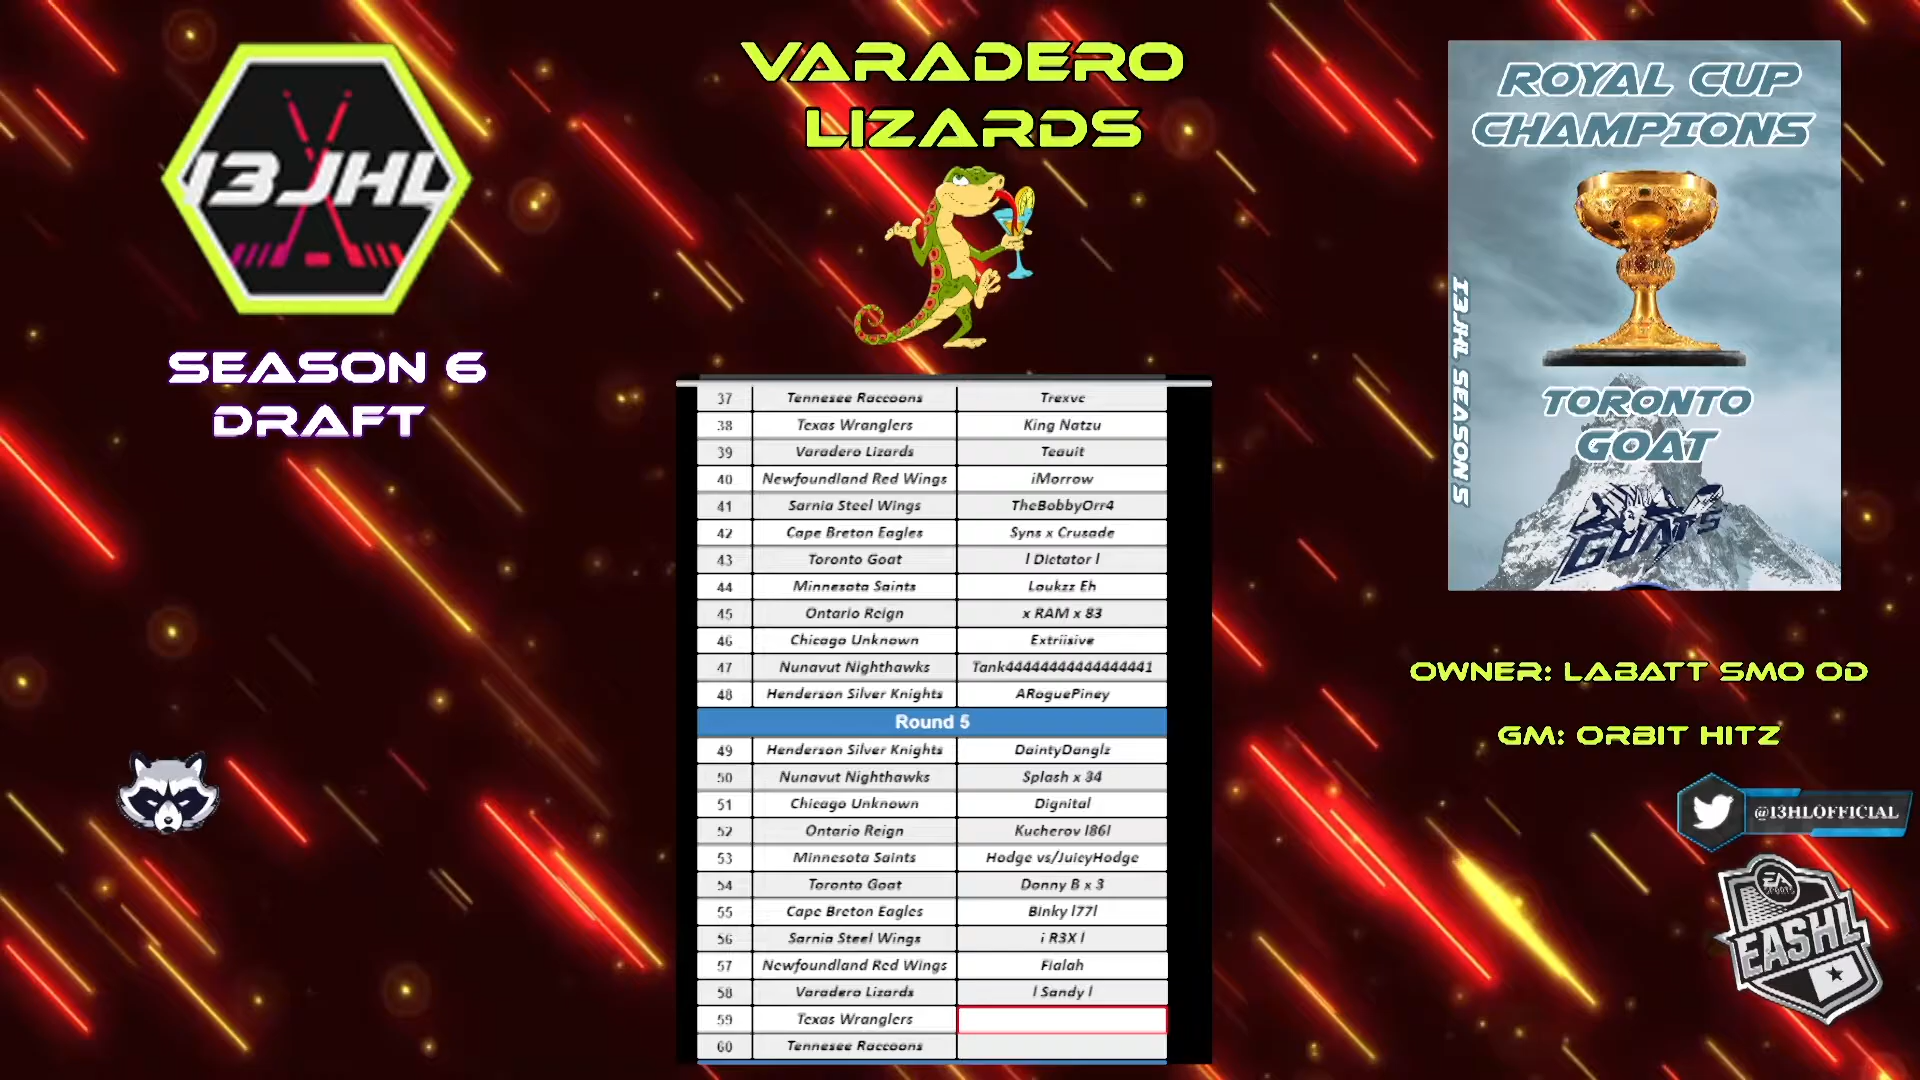 I3JHL
SEASON 6
DRAFT
VARADERO
LIZARDS
37 Tennesee Raccoons Trexvc
38 Texas Wranglers King Natzu
39 Varadero Lizards Teauit
40 Newfoundland Red Wings iMorrow
41 Sarnia Steel Wings TheBobbyOrr4
42 Cape Breton Eagles Syns x Crusade
43 Toronto Goat l Dictator l
44 Minnesota Saints Loukzz Eh
45 Ontario Reign x RAM x 83
46 Chicago Unknown Extriisive
47 Nunavut Nighthawks Tank44444444444444441
48 Henderson Silver Knights ARoguePiney
Round 5
49 Henderson Silver Knights DaintyDanglz
50 Nunavut Nighthawks Splash x 34
51 Chicago Unknown Dignital
52 Ontario Reign Kucherov l86l
53 Minnesota Saints Hodge vs/JuicyHodge
54 Toronto Goat Donny B x 3
55 Cape Breton Eagles Binky l77l
56 Sarnia Steel Wings i R3X l
57 Newfoundland Red Wings Flalah
58 Varadero Lizards l Sandy l
59 Texas Wranglers
60 Tennesee Raccoons
ROYAL CUP
CHAMPIONS
I3JHL SEASON 5
TORONTO
GOAT
GOATS
OWNER: LABATT SMO OD
GM: ORBIT HITZ
@I3HLOFFICIAL
EA
SPORTS
EASHL